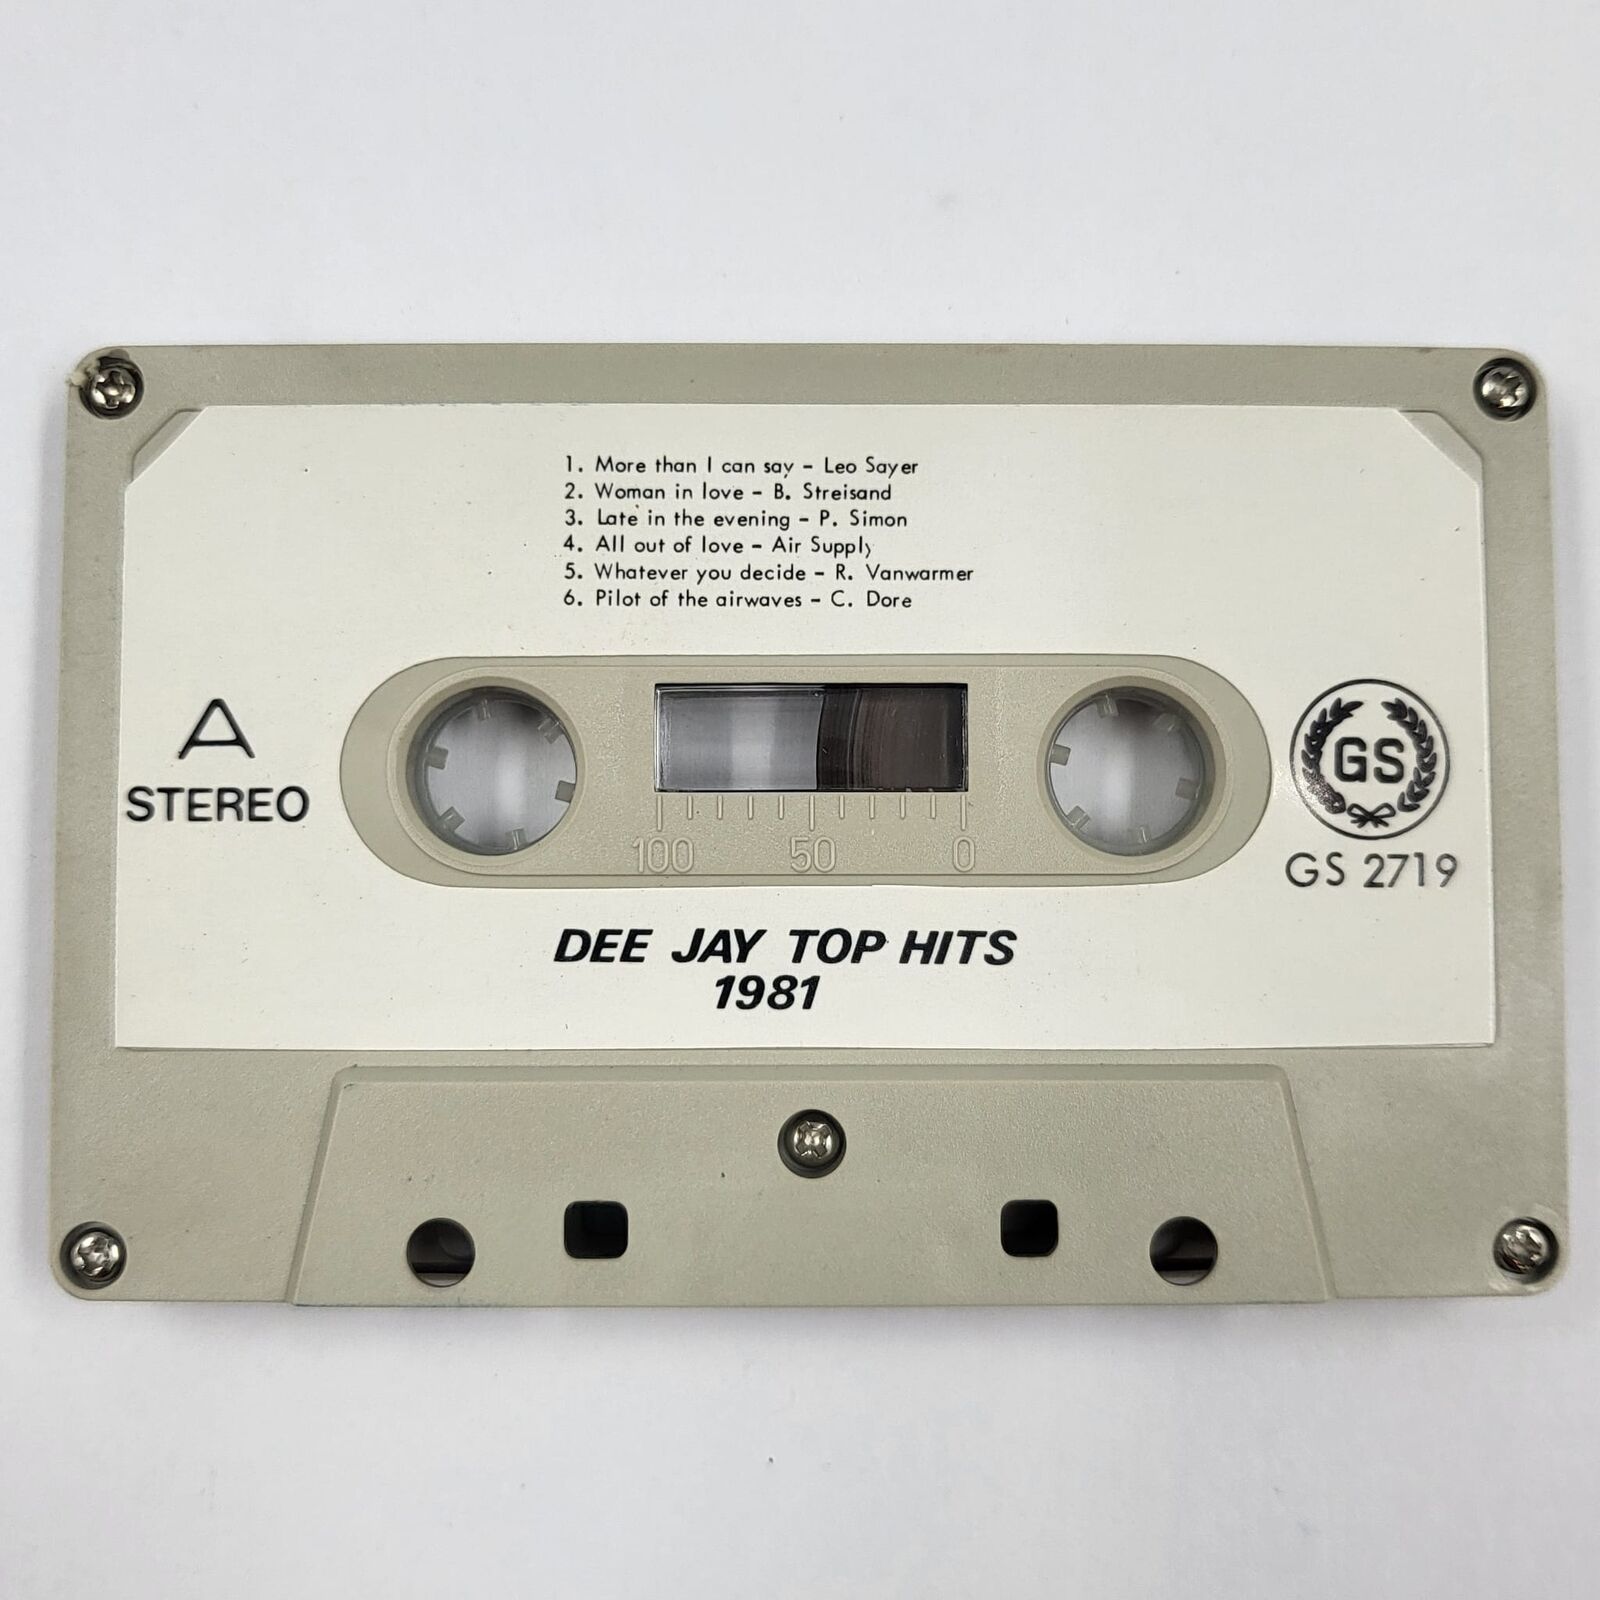 1. More than I can say - Leo Sayer
2. Woman in love - B. Streisand
3. Late in the evening - P. Simon
4. All out of love - Air Supply
5. Whatever you decide - R. Vanwarmer
6. Pilot of the airwaves - C. Dore
A
STEREO
100 50 0
GS
GS 2719
DEE JAY TOP HITS
1981